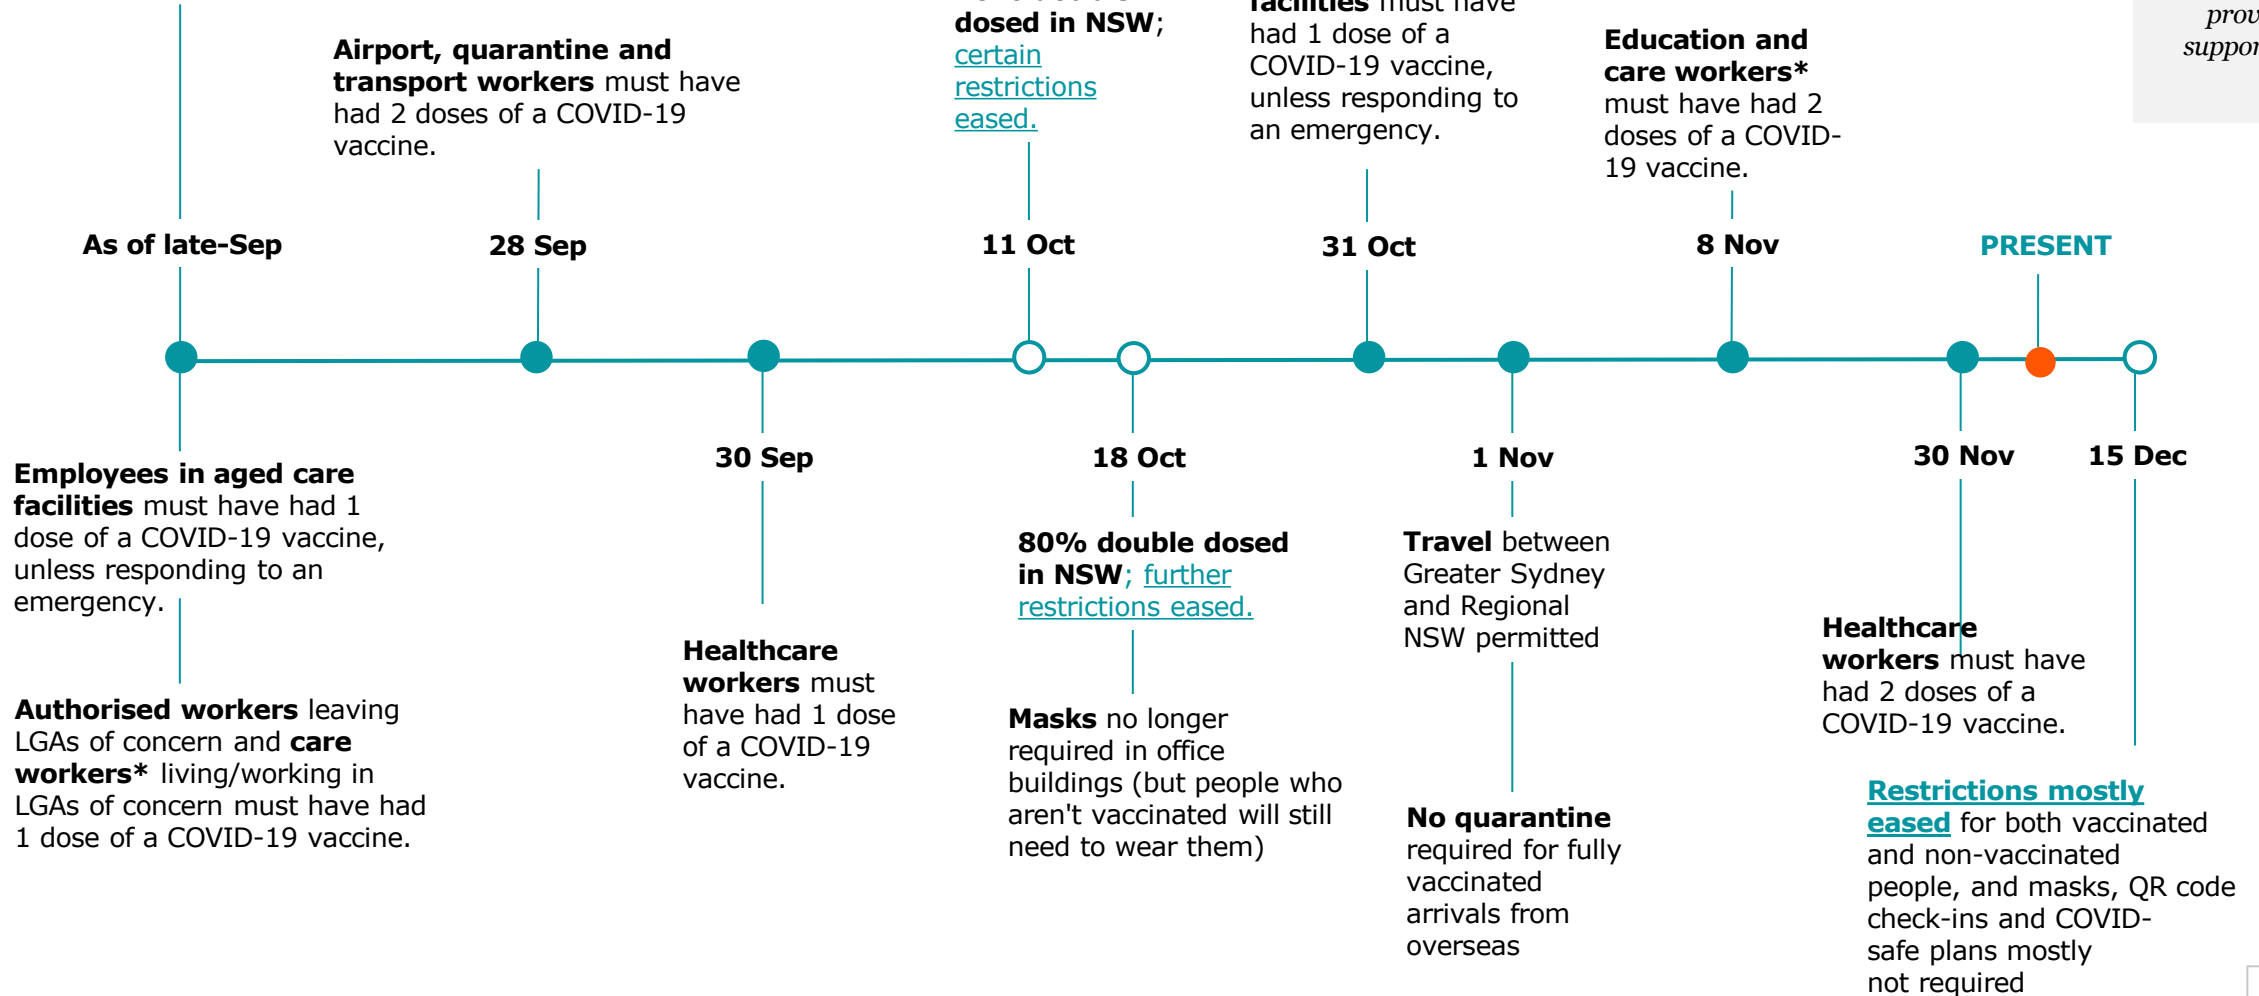 dosed in NSW;
certain
restrictions
eased.
facilities must have
had 1 dose of a
COVID-19 vaccine,
unless responding to
an emergency.
Airport, quarantine and
transport workers must have
had 2 doses of a COVID-19
vaccine.
Education and
care workers*
must have had 2
doses of a COVID-
19 vaccine.
As of late-Sep
28 Sep
11 Oct
31 Oct
8 Nov
PRESENT
30 Sep
18 Oct
1 Nov
30 Nov
15 Dec
Employees in aged care
facilities must have had 1
dose of a COVID-19 vaccine,
unless responding to an
emergency.
Authorised workers leaving
LGAs of concern and care
workers* living/working in
LGAs of concern must have had
1 dose of a COVID-19 vaccine.
Healthcare
workers must
have had 1 dose
of a COVID-19
vaccine.
80% double dosed
in NSW; further
restrictions eased.
Masks no longer
required in office
buildings (but people who
aren't vaccinated will still
need to wear them)
Travel between
Greater Sydney
and Regional
NSW permitted
No quarantine
required for fully
vaccinated
arrivals from
overseas
Healthcare
workers must have
had 2 doses of a
COVID-19 vaccine.
Restrictions mostly
eased for both vaccinated
and non-vaccinated
people, and masks, QR code
check-ins and COVID-
safe plans mostly
not required